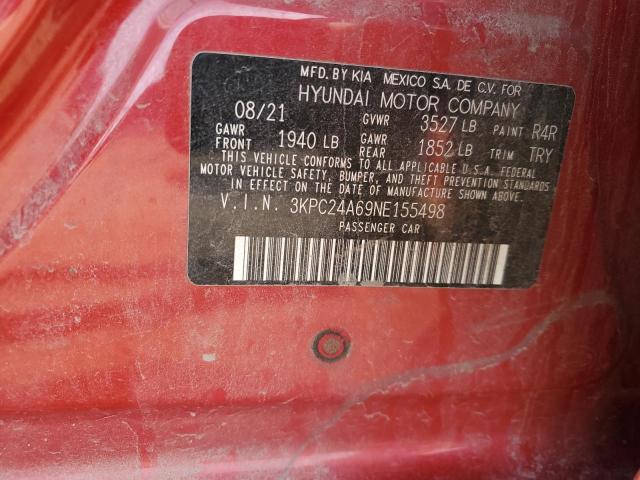 MFD. BY KIA MEXICO S.A. DE C.V. FOR
HYUNDAI MOTOR COMPANY
08/21 GVWR 3527 LB PAINT R4R
GAWR FRONT 1940 LB GAWR REAR 1852 LB TRIM TRY
THIS VEHICLE CONFORMS TO ALL APPLICABLE U.S.A. FEDERAL
MOTOR VEHICLE SAFETY, BUMPER, AND THEFT PREVENTION STANDARDS
IN EFFECT ON THE DATE OF MANUFACTURE SHOWN ABOVE.
V.I.N. 3KPC24A69NE155498
PASSENGER CAR